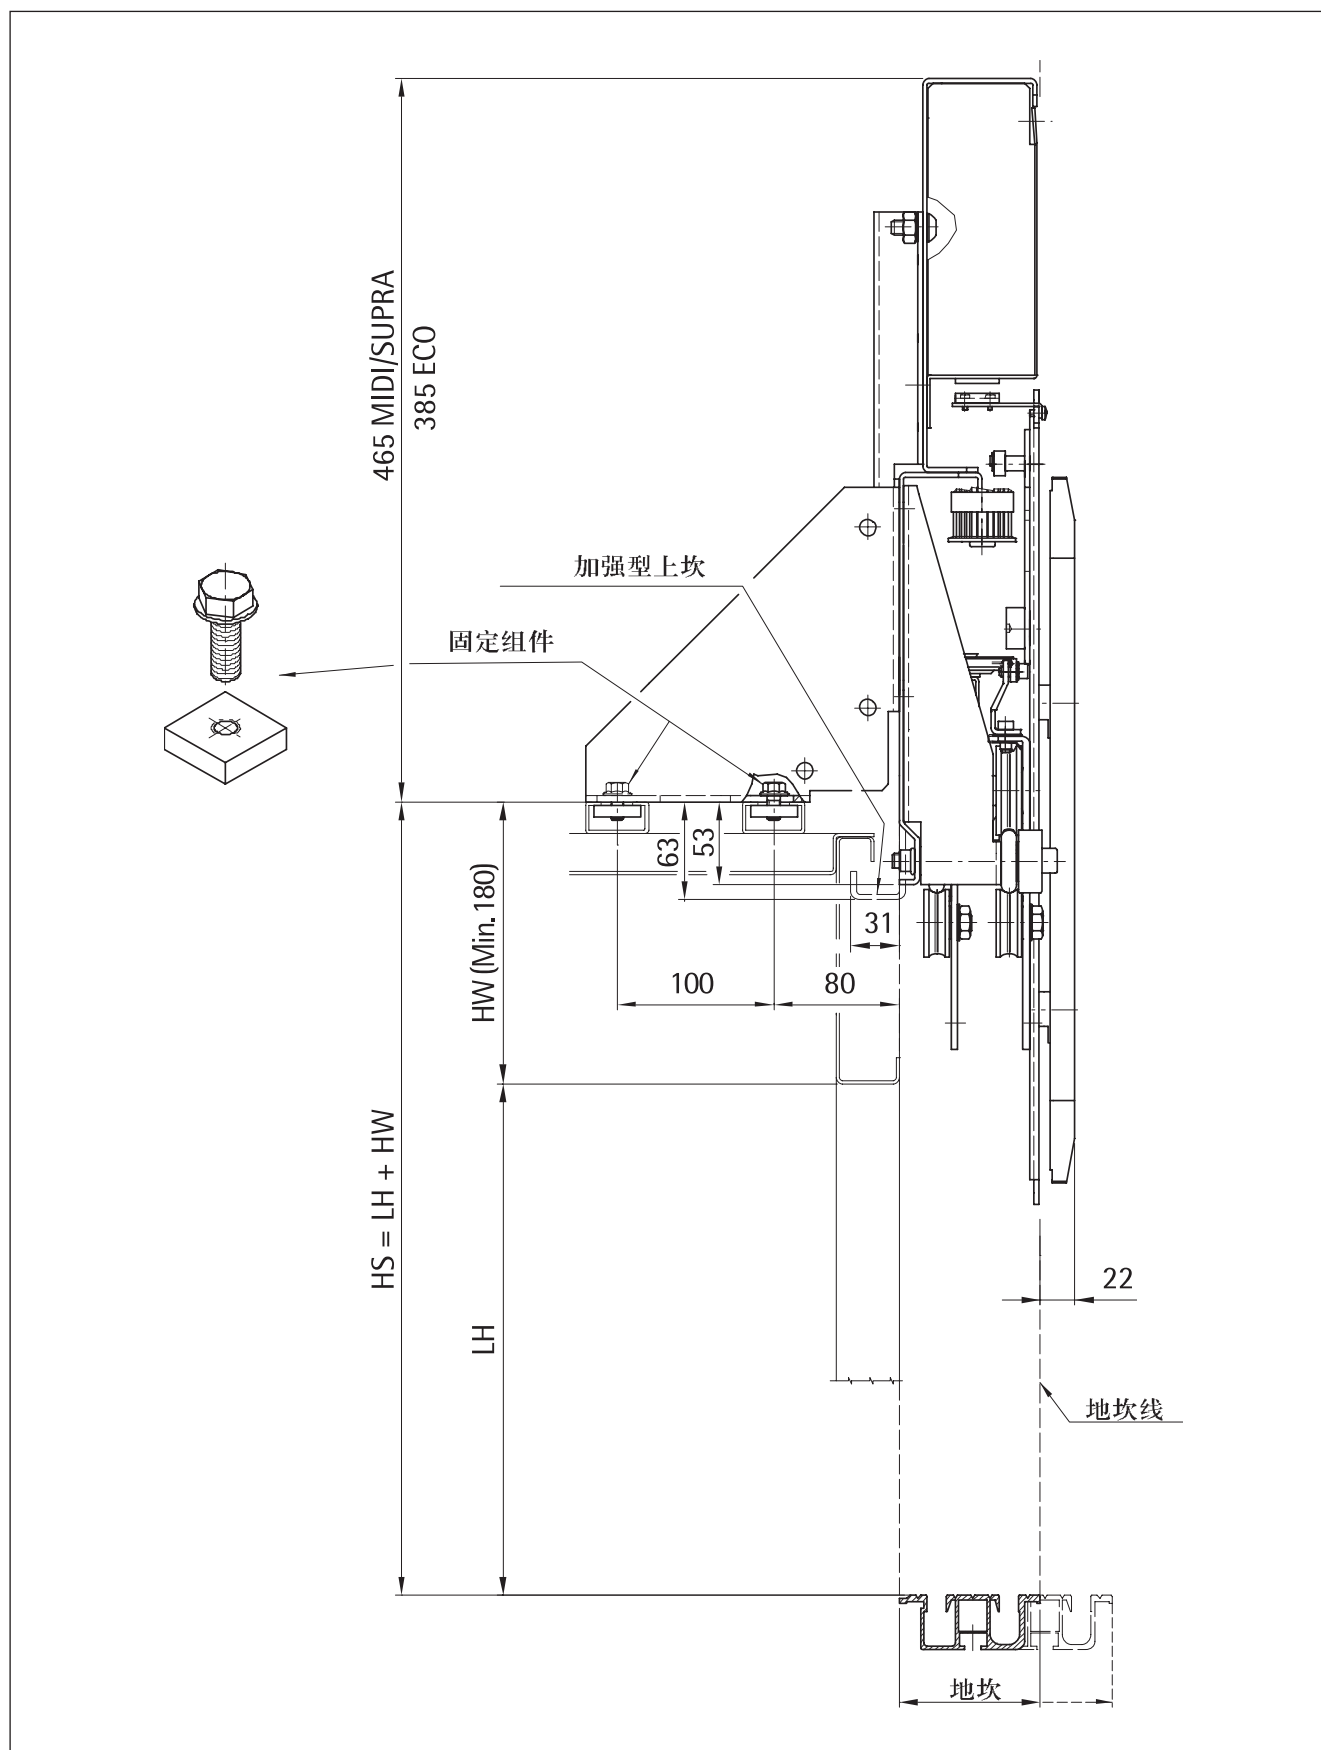 465 MIDI/SUPRA
385 ECO
加强型上坎
固定组件
63
53
HW (Min.180)
31
100
80
HS = LH + HW
22
LH
地坎线
地坎